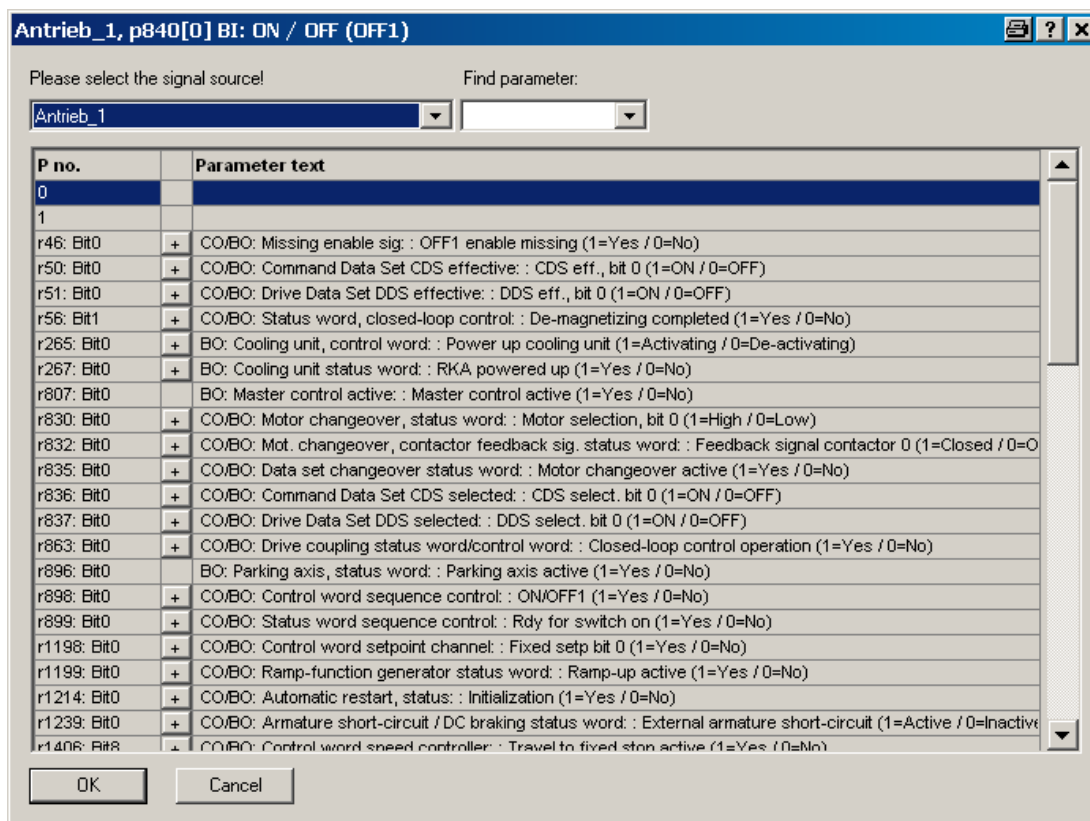 Antrieb_1, p840[0] BI: ON / OFF (OFF1)
Please select the signal source! Find parameter:
Antrieb_1
P no. Parameter text
0
1
r46: Bit0 + CO/BO: Missing enable sig: : OFF1 enable missing (1=Yes / 0=No)
r50: Bit0 + CO/BO: Command Data Set CDS effective: : CDS eff., bit 0 (1=ON / 0=OFF)
r51: Bit0 + CO/BO: Drive Data Set DDS effective: : DDS eff., bit 0 (1=ON / 0=OFF)
r56: Bit1 + CO/BO: Status word, closed-loop control: : De-magnetizing completed (1=Yes / 0=No)
r265: Bit0 + BO: Cooling unit, control word: : Power up cooling unit (1=Activating / 0=De-activating)
r267: Bit0 + BO: Cooling unit status word: : RKA powered up (1=Yes / 0=No)
r807: Bit0 BO: Master control active: : Master control active (1=Yes / 0=No)
r830: Bit0 + CO/BO: Motor changeover, status word: : Motor selection, bit 0 (1=High / 0=Low)
r832: Bit0 + CO/BO: Mot. changeover, contactor feedback sig. status word: : Feedback signal contactor 0 (1=Closed / 0=O
r835: Bit0 + CO/BO: Data set changeover status word: : Motor changeover active (1=Yes / 0=No)
r836: Bit0 + CO/BO: Command Data Set CDS selected: : CDS select. bit 0 (1=ON / 0=OFF)
r837: Bit0 + CO/BO: Drive Data Set DDS selected: : DDS select. bit 0 (1=ON / 0=OFF)
r863: Bit0 + CO/BO: Drive coupling status word/control word: : Closed-loop control operation (1=Yes / 0=No)
r896: Bit0 BO: Parking axis, status word: : Parking axis active (1=Yes / 0=No)
r898: Bit0 + CO/BO: Control word sequence control: : ON/OFF1 (1=Yes / 0=No)
r899: Bit0 + CO/BO: Status word sequence control: : Rdy for switch on (1=Yes / 0=No)
r1198: Bit0 + CO/BO: Control word setpoint channel: : Fixed setp bit 0 (1=Yes / 0=No)
r1199: Bit0 + CO/BO: Ramp-function generator status word: : Ramp-up active (1=Yes / 0=No)
r1214: Bit0 + CO/BO: Automatic restart, status: : Initialization (1=Yes / 0=No)
r1239: Bit0 + CO/BO: Armature short-circuit / DC braking status word: : External armature short-circuit (1=Active / 0=Inactive
r1406: Bit8 + CO/BO: Control word speed controller: : Travel to fixed stop active (1=Yes / 0=No)
OK Cancel